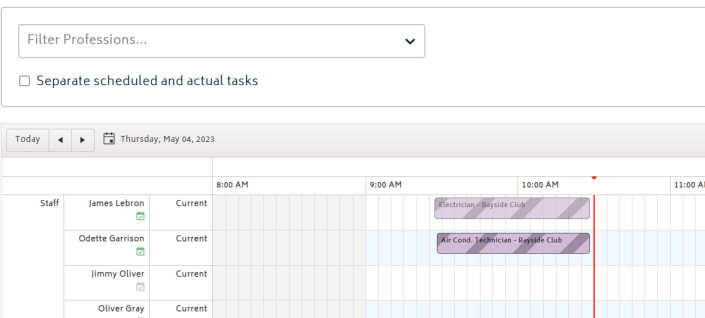 Filter Professions...
Separate scheduled and actual tasks
Today Thursday, May 04, 2023
8:00 AM 9:00 AM 10:00 AM 11:00 A
Staff James Lebron Current Electrician - Bayside Club
Odette Garrison Current Air Cond. Technician - Bayside Club
Jimmy Oliver Current
Oliver Gray Current